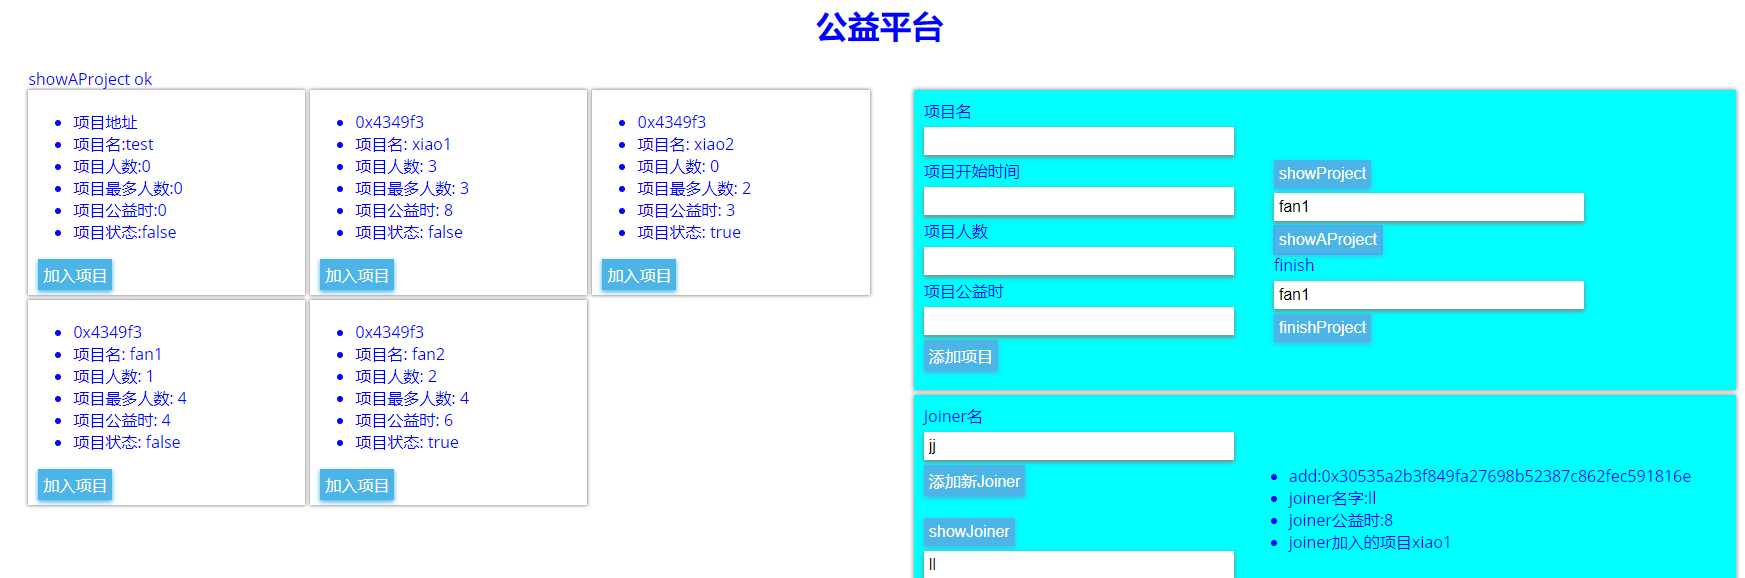 公益平台
showAProject ok
项目地址
项目名:test
项目人数:0
项目最多人数:0
项目公益时:0
项目状态:false
加入项目
0x4349f3
项目名: xiao1
项目人数: 3
项目最多人数: 3
项目公益时: 8
项目状态: false
加入项目
0x4349f3
项目名: xiao2
项目人数: 0
项目最多人数: 2
项目公益时: 3
项目状态: true
加入项目
0x4349f3
项目名: fan1
项目人数: 1
项目最多人数: 4
项目公益时: 4
项目状态: false
加入项目
0x4349f3
项目名: fan2
项目人数: 2
项目最多人数: 4
项目公益时: 6
项目状态: true
加入项目
项目名
项目开始时间
项目人数
项目公益时
添加项目
showProject
fan1
showAProject
finish
fan1
finishProject
Joiner名
jj
添加新Joiner
showJoiner
ll
add:0x30535a2b3f849fa27698b52387c862fec591816e
joiner名字:ll
joiner公益时:8
joiner加入的项目xiao1